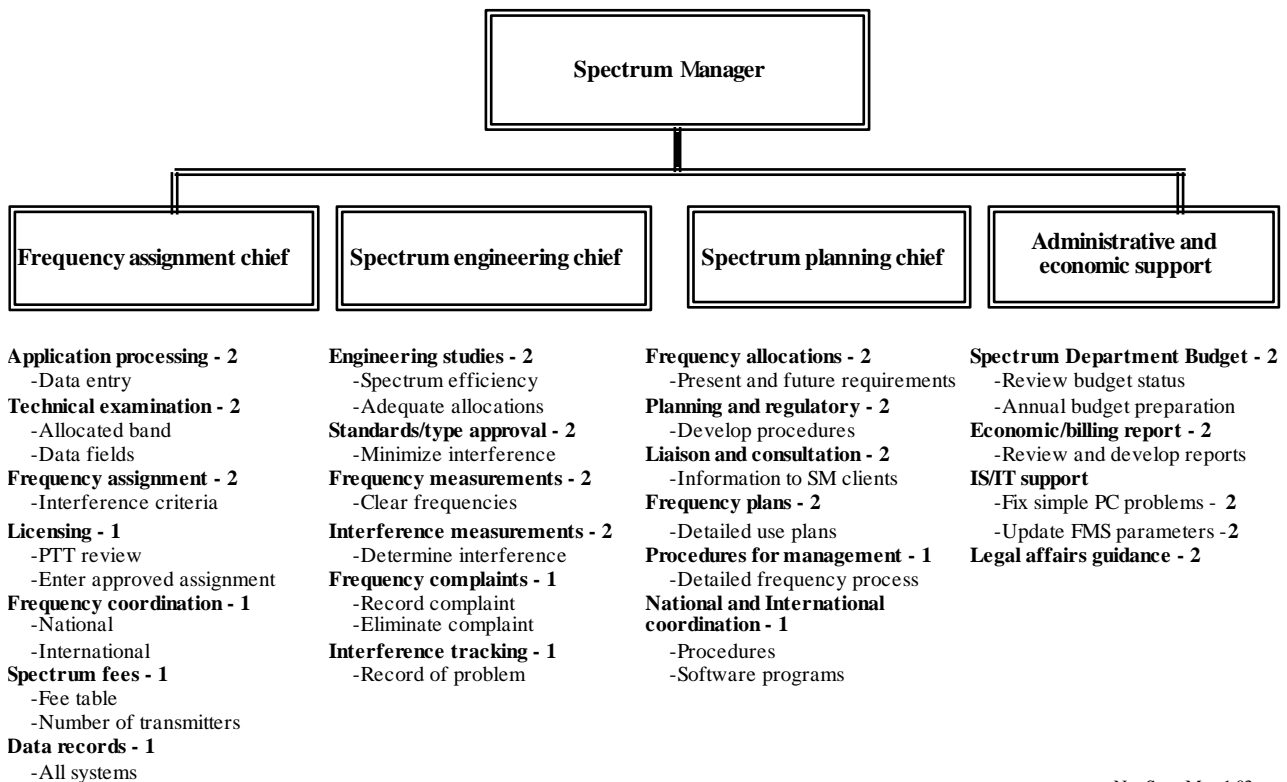 Spectrum Manager
Frequency assignment chief
Spectrum engineering chief
Spectrum planning chief
Administrative and
economic support
Application processing - 2
-Data entry
Technical examination - 2
-Allocated band
-Data fields
Frequency assignment - 2
-Interference criteria
Licensing - 1
-PTT review
-Enter approved assignment
Frequency coordination - 1
-National
-International
Spectrum fees - 1
-Fee table
-Number of transmitters
Data records - 1
-All systems
Engineering studies - 2
-Spectrum efficiency
-Adequate allocations
Standards/type approval - 2
-Minimize interference
Frequency measurements - 2
-Clear frequencies
Interference measurements - 2
-Determine interference
Frequency complaints - 1
-Record complaint
-Eliminate complaint
Interference tracking - 1
-Record of problem
Frequency allocations - 2
-Present and future requirements
Planning and regulatory - 2
-Develop procedures
Liaison and consultation - 2
-Information to SM clients
Frequency plans - 2
-Detailed use plans
Procedures for management - 1
-Detailed frequency process
National and International
coordination - 1
-Procedures
-Software programs
Spectrum Department Budget - 2
-Review budget status
-Annual budget preparation
Economic/billing report - 2
-Review and develop reports
IS/IT support
-Fix simple PC problems - 2
-Update FMS parameters -2
Legal affairs guidance - 2